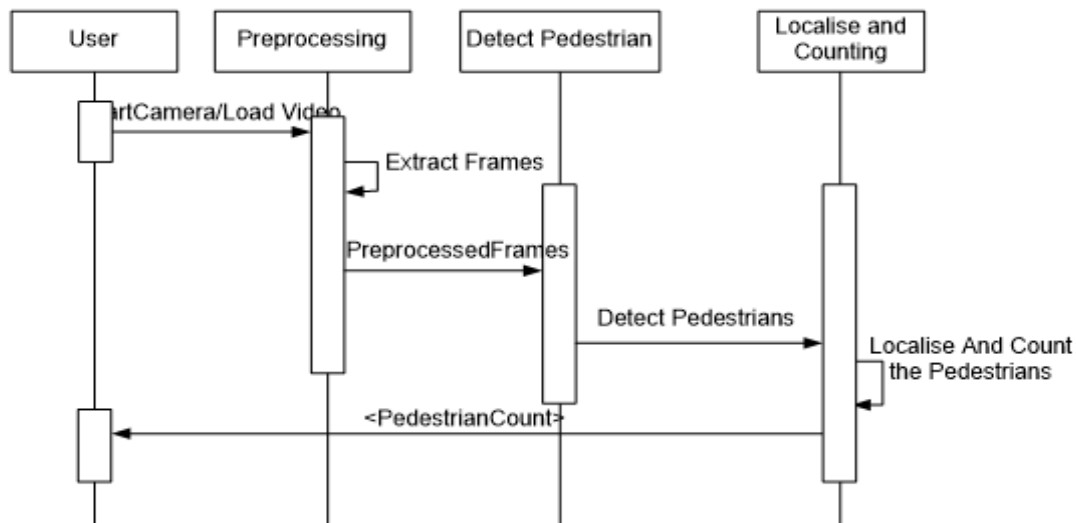 User
Preprocessing
Detect Pedestrian
Localise and
Counting
artCamera/Load Video
Extract Frames
PreprocessedFrames
Detect Pedestrians
Localise And Count
the Pedestrians
<PedestrianCount>